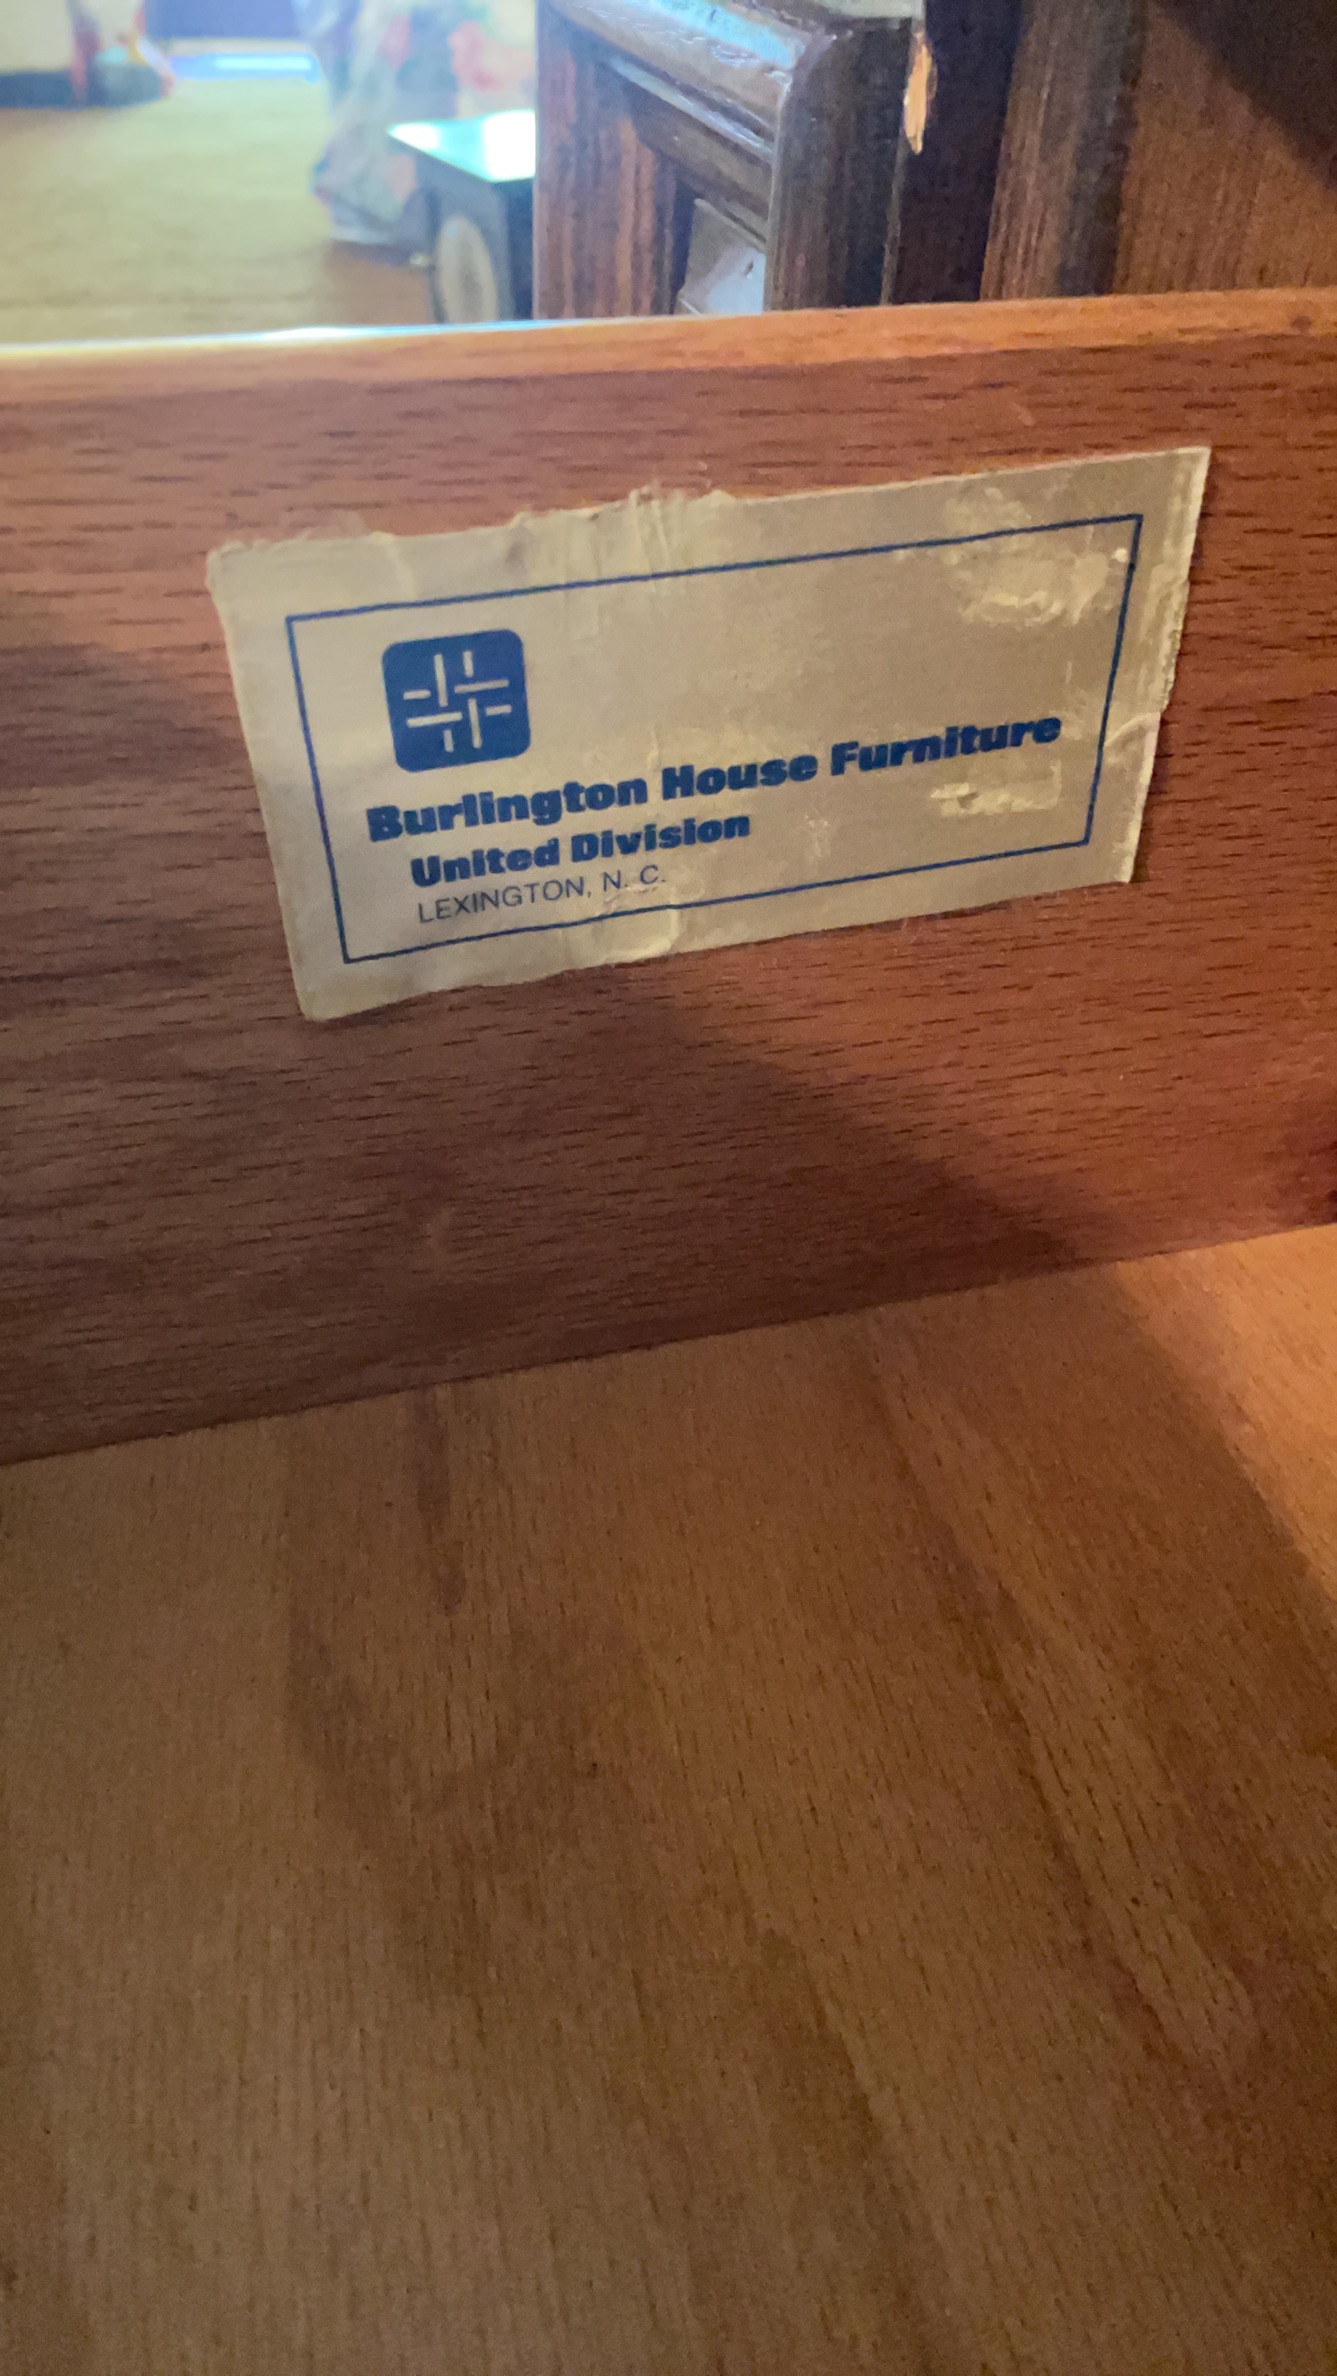 Burlington House Furniture
United Division
LEXINGTON, N. C.